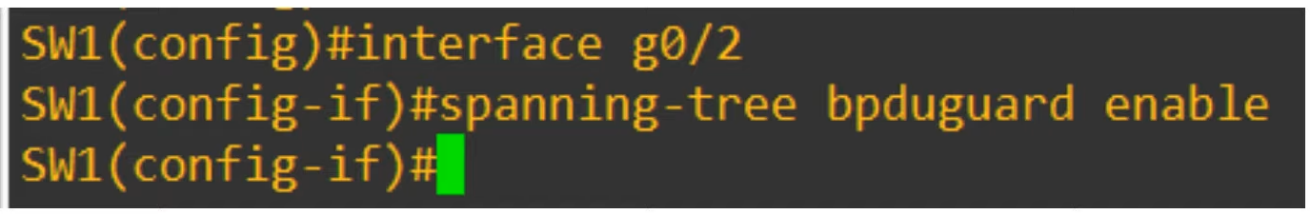 SW1(config)#interface g0/2
SW1(config-if)#spanning-tree bpduguard enable
SW1(config-if)#